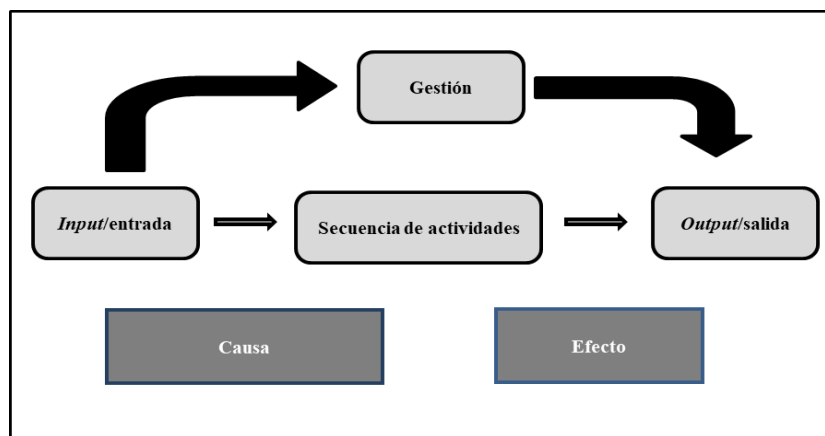 Gestión
Input/entrada
Secuencia de actividades
Output/salida
Causa
Efecto